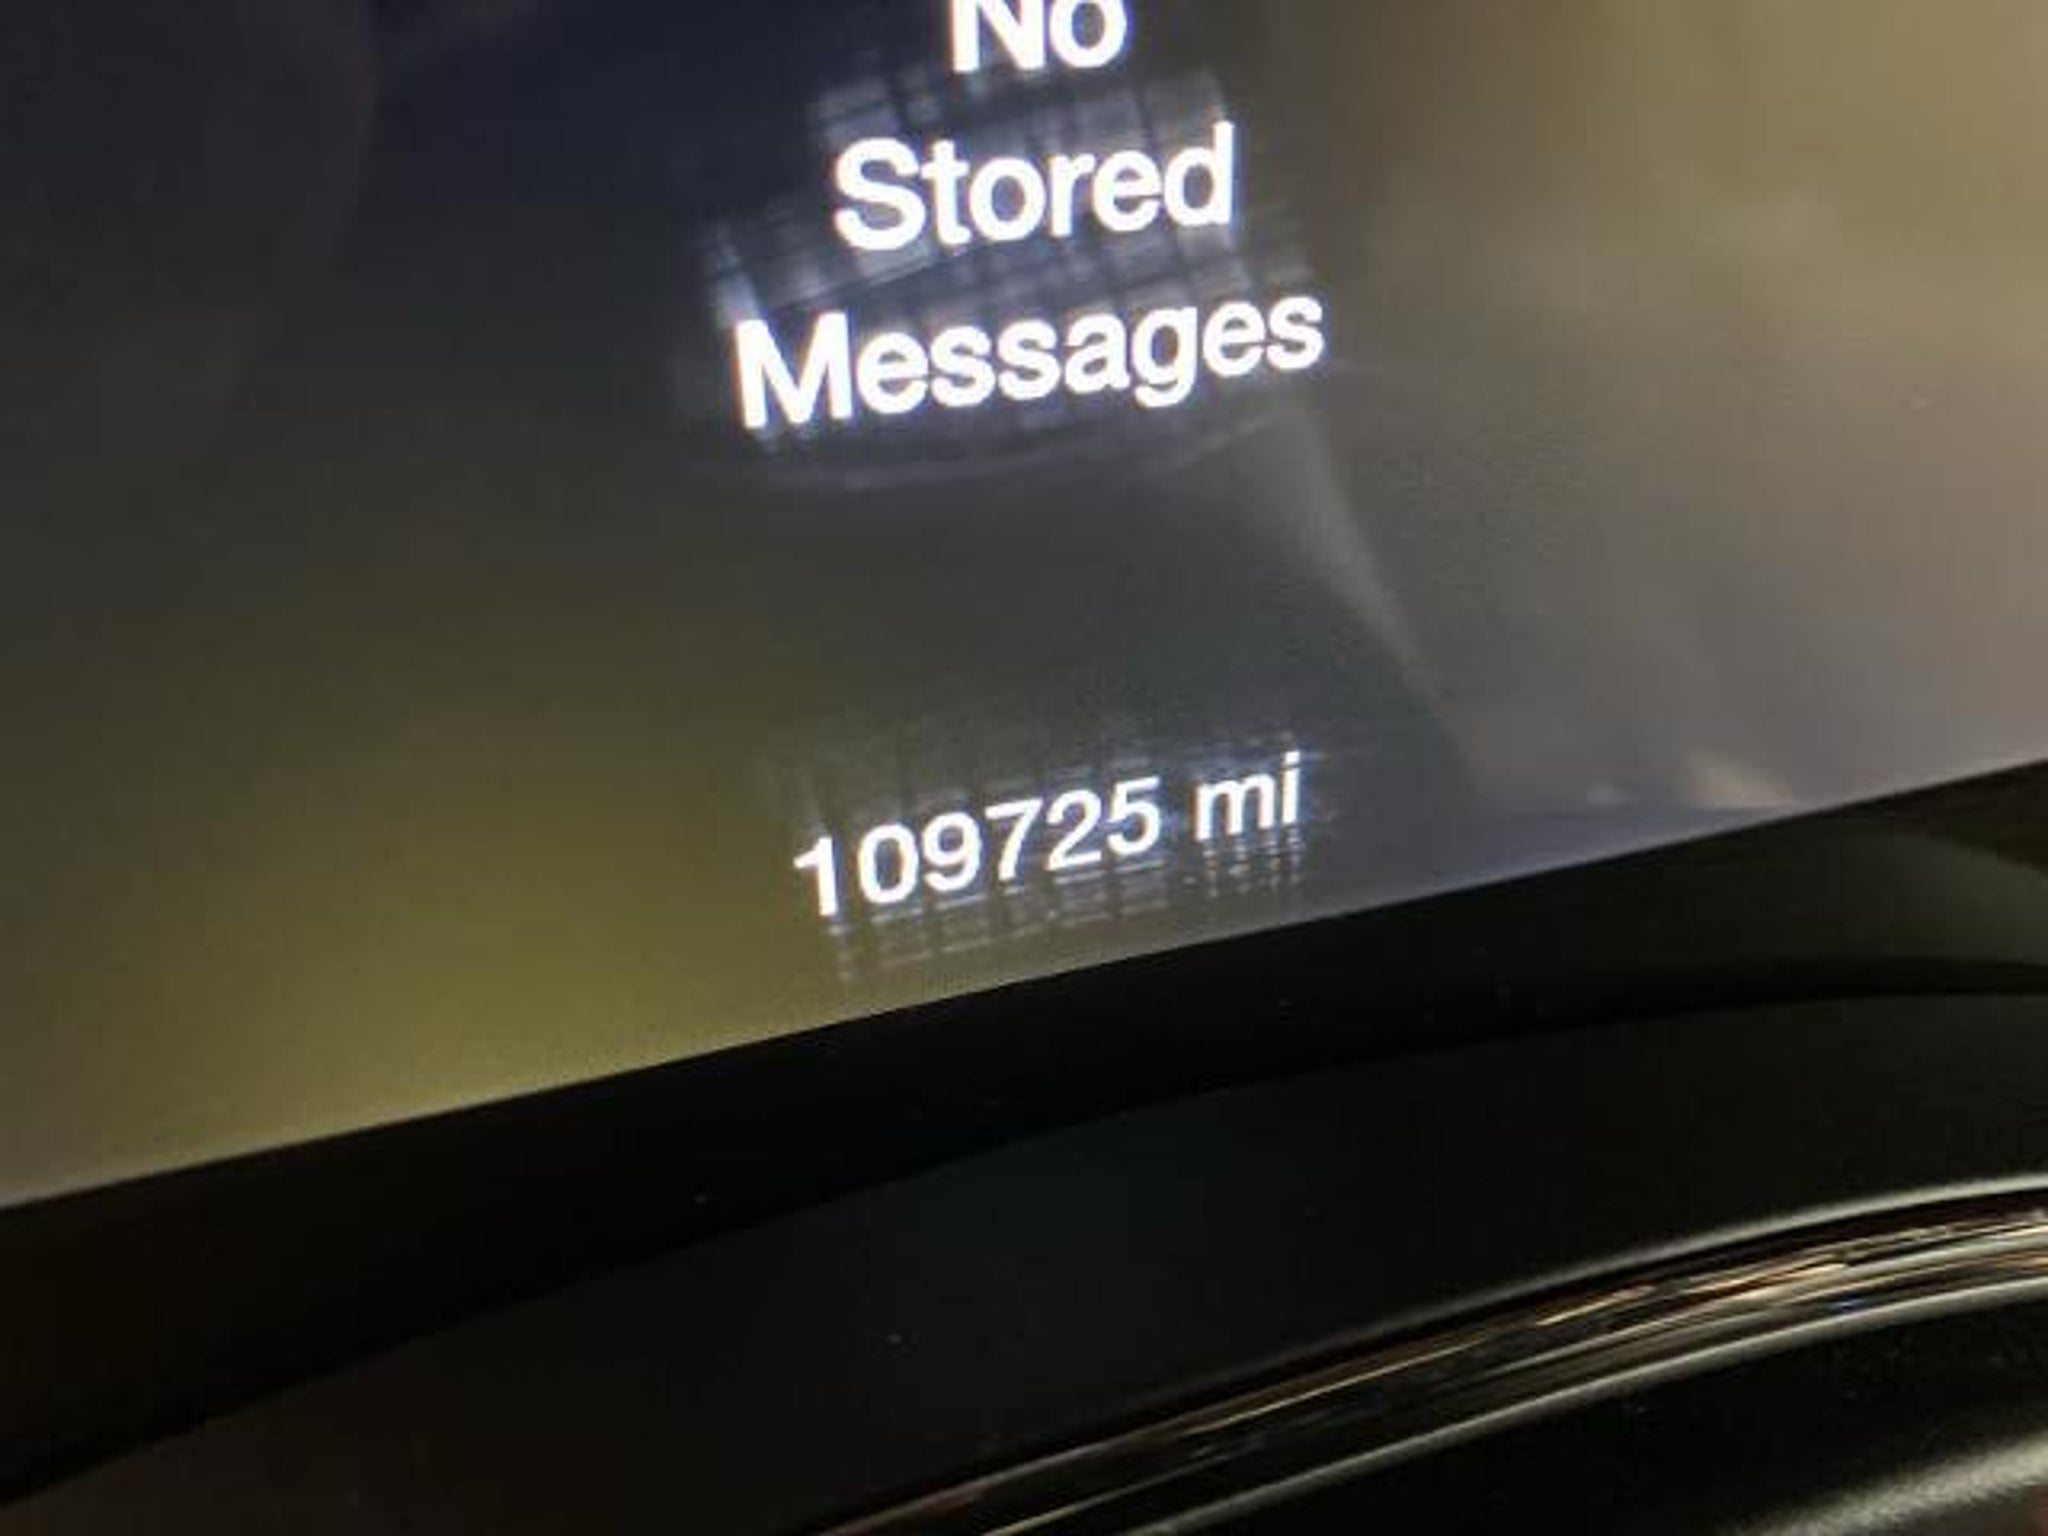 No
Stored
Messages
109725 mi